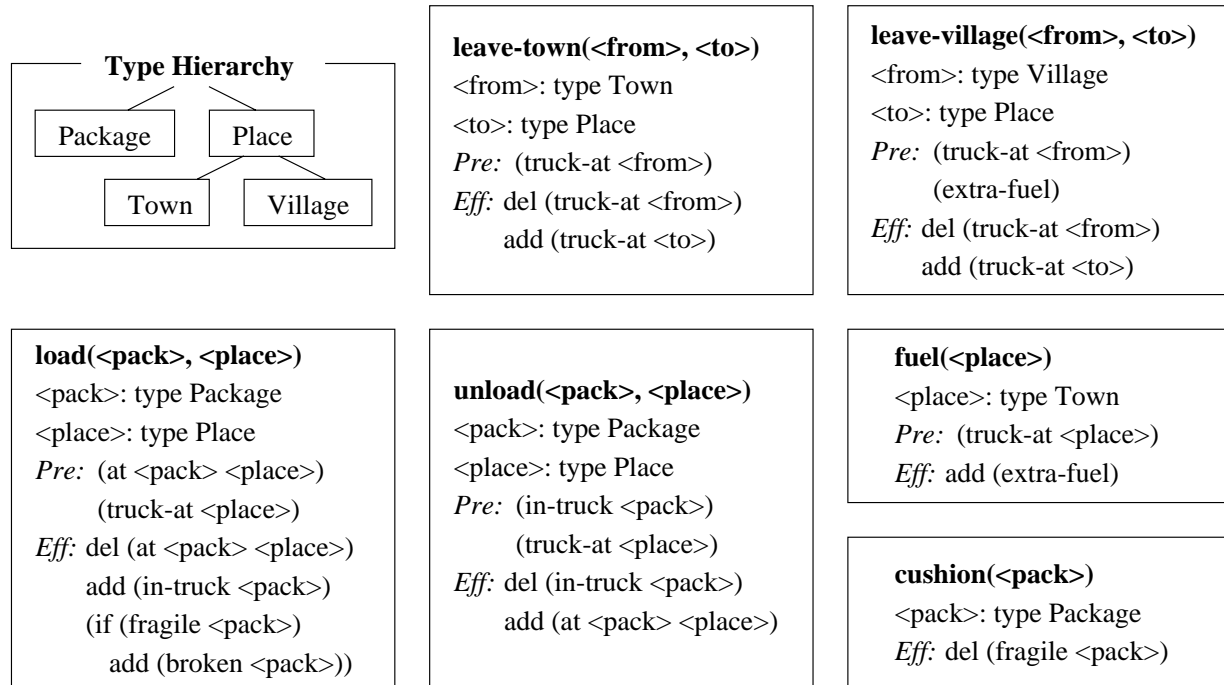 Type Hierarchy
Package
Place
Town
Village
leave-town(<from>, <to>)
<from>: type Town
<to>: type Place
Pre: (truck-at <from>)
Eff: del (truck-at <from>)
add (truck-at <to>)
leave-village(<from>, <to>)
<from>: type Village
<to>: type Place
Pre: (truck-at <from>)
(extra-fuel)
Eff: del (truck-at <from>)
add (truck-at <to>)
load(<pack>, <place>)
<pack>: type Package
<place>: type Place
Pre: (at <pack> <place>)
(truck-at <place>)
Eff: del (at <pack> <place>)
add (in-truck <pack>)
(if (fragile <pack>)
add (broken <pack>))
unload(<pack>, <place>)
<pack>: type Package
<place>: type Place
Pre: (in-truck <pack>)
(truck-at <place>)
Eff: del (in-truck <pack>)
add (at <pack> <place>)
fuel(<place>)
<place>: type Town
Pre: (truck-at <place>)
Eff: add (extra-fuel)
cushion(<pack>)
<pack>: type Package
Eff: del (fragile <pack>)